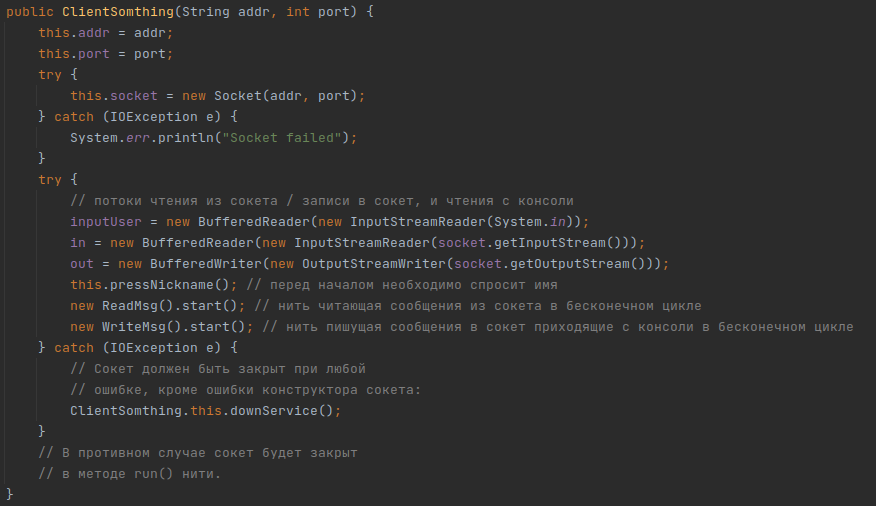 public ClientSomthing(String addr, int port) {
    this.addr = addr;
    this.port = port;
    try {
        this.socket = new Socket(addr, port);
    } catch (IOException e) {
        System.err.println("Socket failed");
    }
    try {
        // потоки чтения из сокета / записи в сокет, и чтения с консоли
        inputUser = new BufferedReader(new InputStreamReader(System.in));
        in = new BufferedReader(new InputStreamReader(socket.getInputStream()));
        out = new BufferedWriter(new OutputStreamWriter(socket.getOutputStream()));
        this.pressNickname(); // перед началом необходимо спросит имя
        new ReadMsg().start(); // нить читающая сообщения из сокета в бесконечном цикле
        new WriteMsg().start(); // нить пишущая сообщения в сокет приходящие с консоли в бесконечном цикле
    } catch (IOException e) {
        // Сокет должен быть закрыт при любой
        // ошибке, кроме ошибки конструктора сокета:
        ClientSomthing.this.downService();
    }
    // В противном случае сокет будет закрыт
    // в методе run() нити.
}